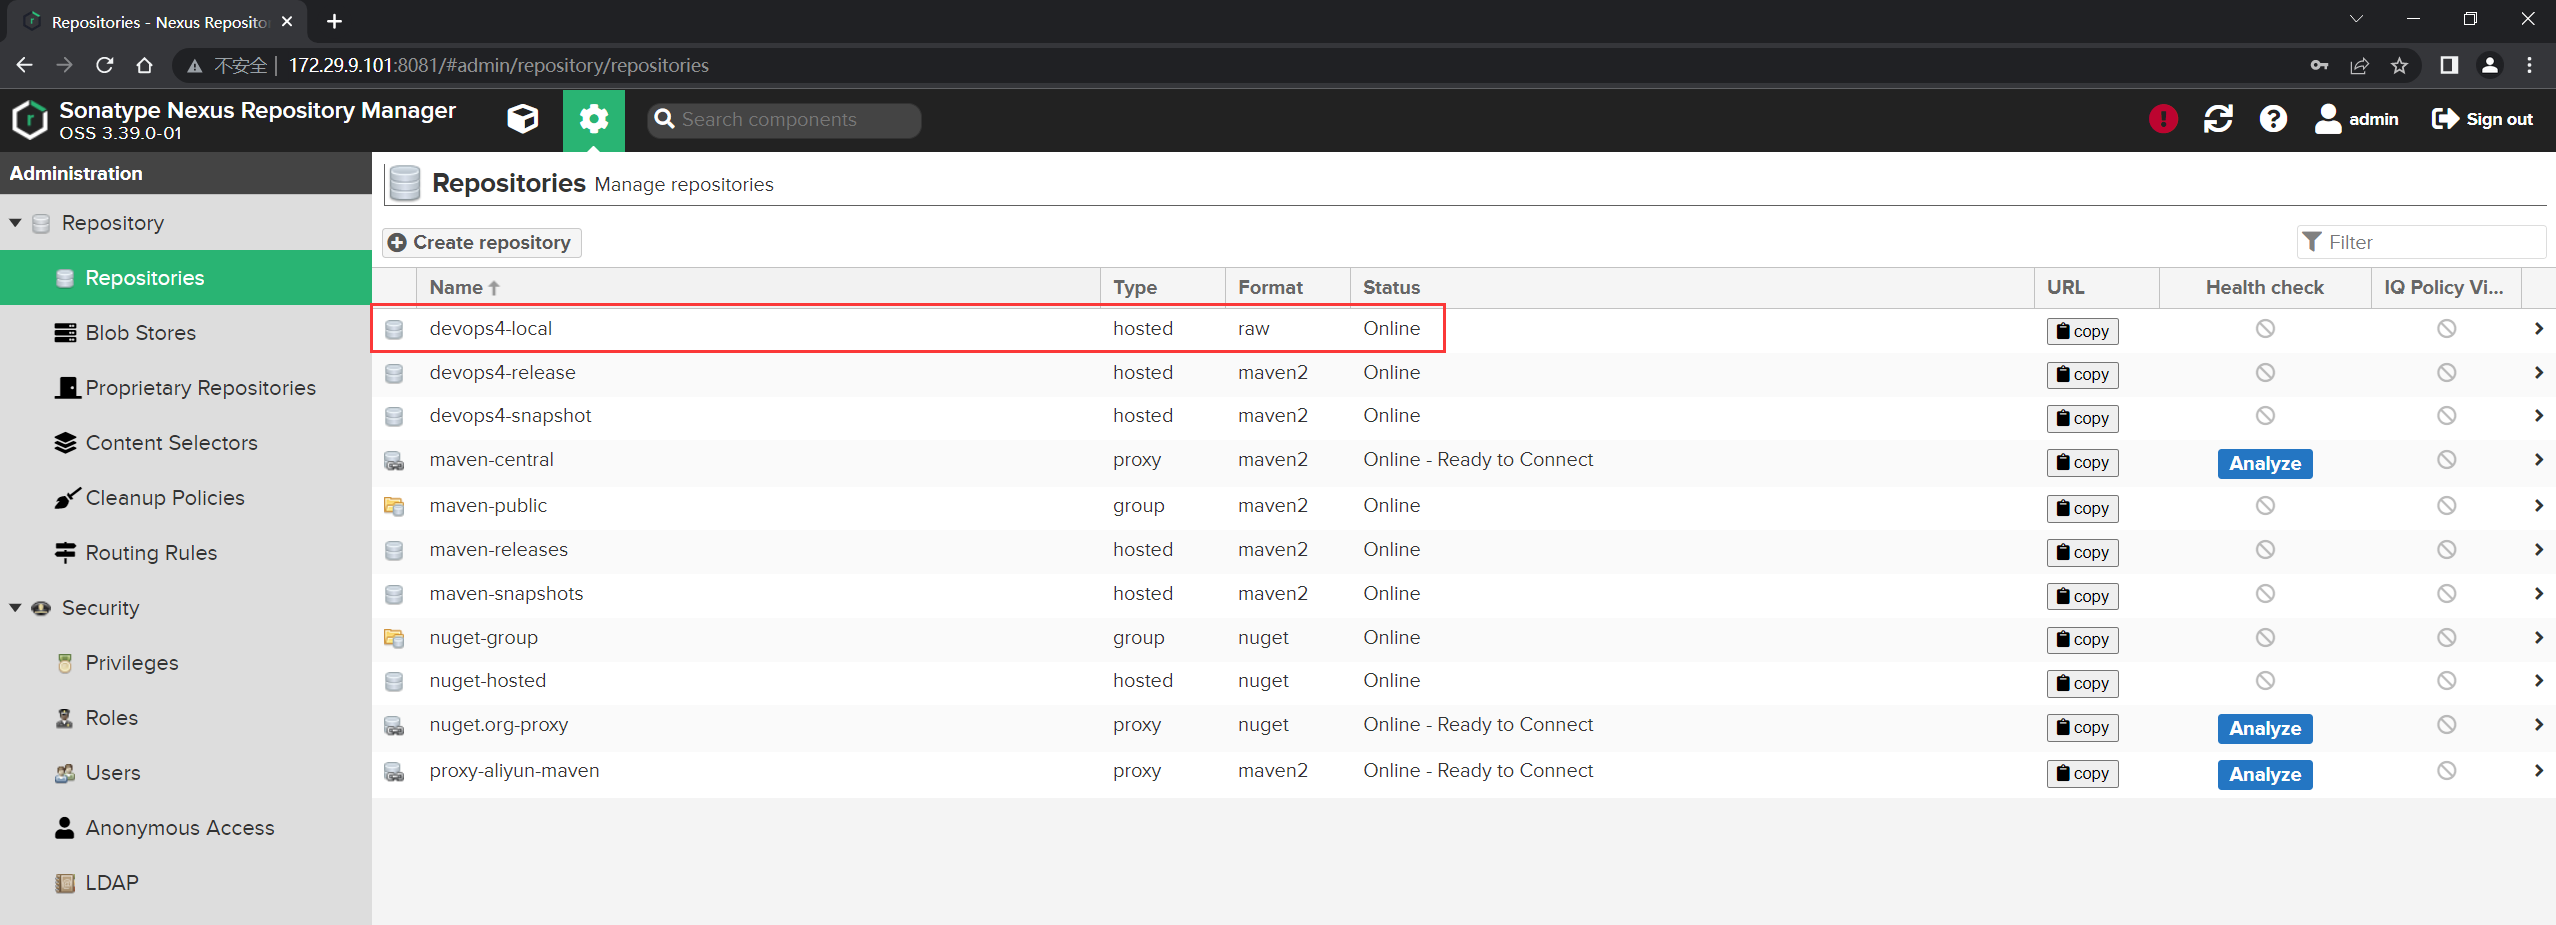 Repositories - Nexus Reposito
不安全 | 172.29.9.101:8081/#admin/repository/repositories
Sonatype Nexus Repository Manager
OSS 3.39.0-01
Search components
admin
Sign out
Administration
Repository
Repositories
Blob Stores
Proprietary Repositories
Content Selectors
Cleanup Policies
Routing Rules
Security
Privileges
Roles
Users
Anonymous Access
LDAP
Repositories Manage repositories
Create repository
Filter
Name Type Format Status URL Health check IQ Policy Vi...
devops4-local hosted raw Online copy
devops4-release hosted maven2 Online copy
devops4-snapshot hosted maven2 Online copy
maven-central proxy maven2 Online - Ready to Connect copy Analyze
maven-public group maven2 Online copy
maven-releases hosted maven2 Online copy
maven-snapshots hosted maven2 Online copy
nuget-group group nuget Online copy
nuget-hosted hosted nuget Online copy
nuget.org-proxy proxy nuget Online - Ready to Connect copy Analyze
proxy-aliyun-maven proxy maven2 Online - Ready to Connect copy Analyze